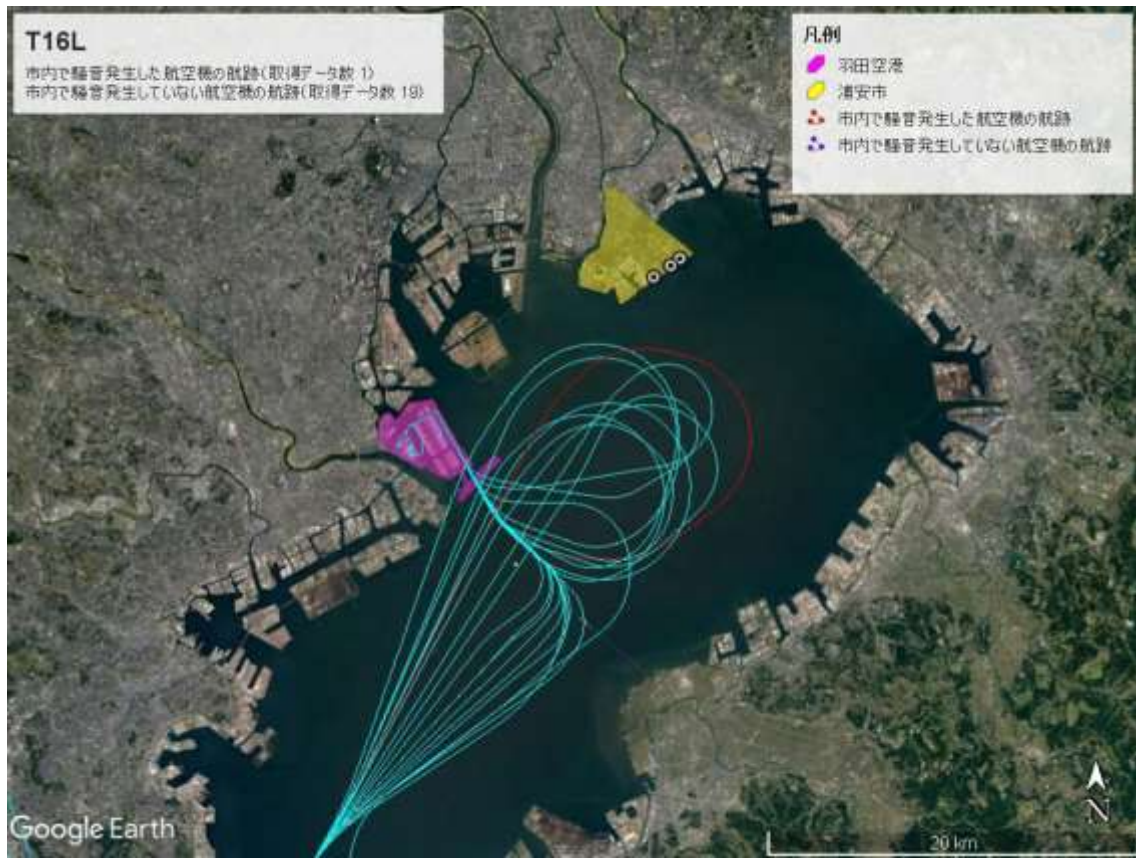 T16L
市内で騒音発生した航空機の航跡(取得データ数 1)
市内で騒音発生していない航空機の航跡(取得データ数 19)
凡例
羽田空港
浦安市
市内で騒音発生した航空機の航跡
市内で騒音発生していない航空機の航跡
Google Earth
N
20 km